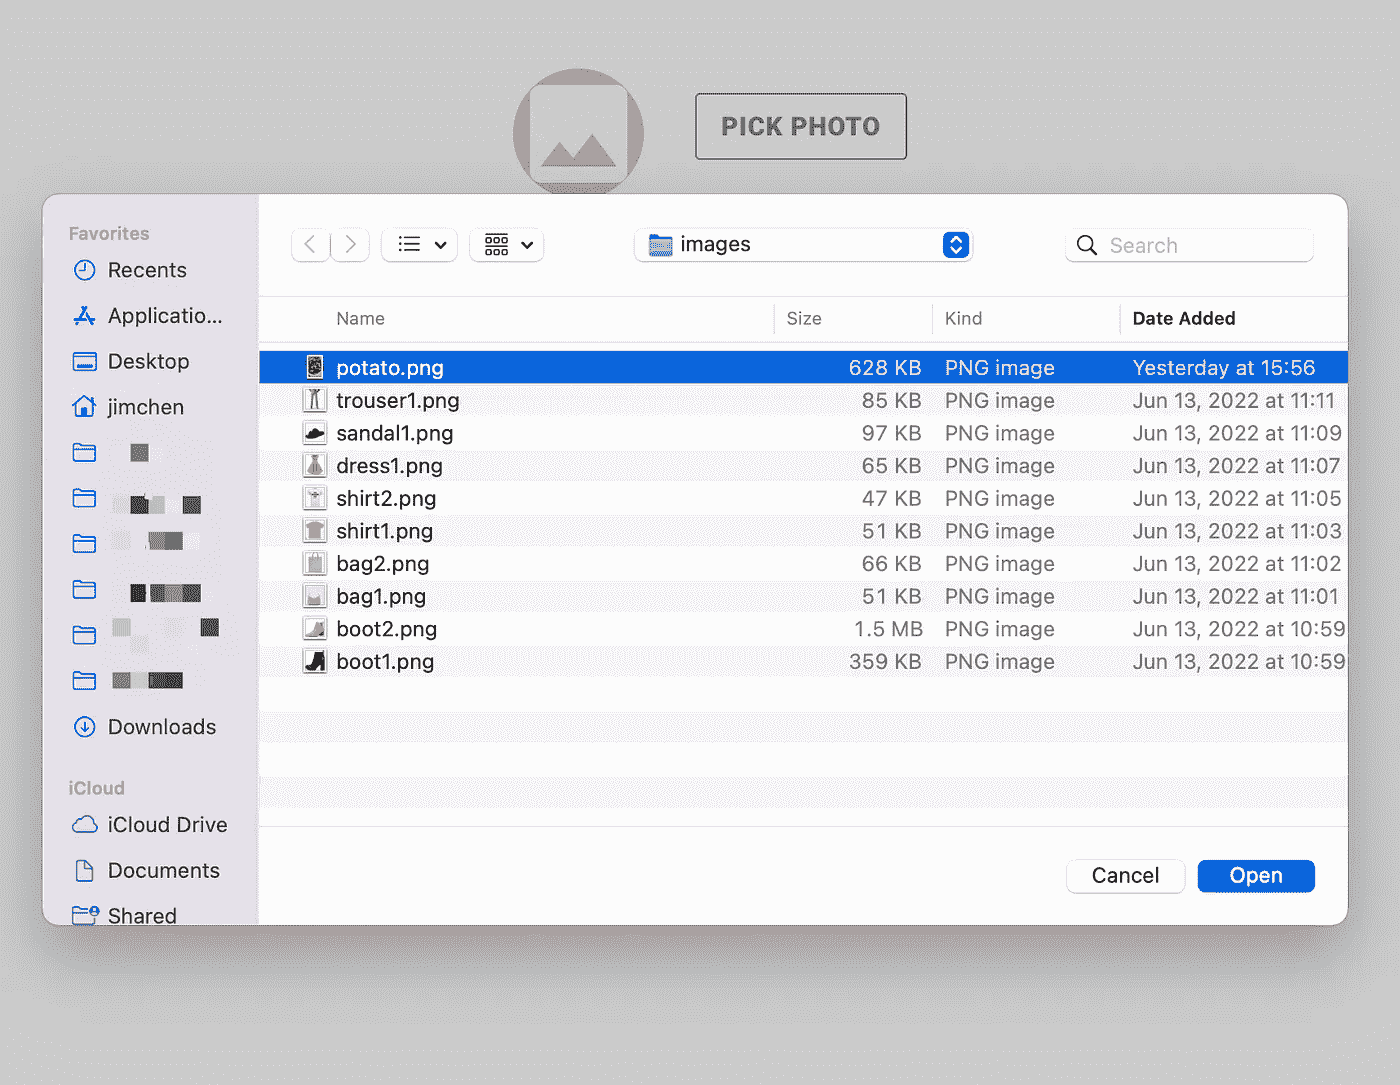 PICK PHOTO
Favorites
Recents
Applicatio...
Desktop
jimchen
Downloads
iCloud
iCloud Drive
Documents
Shared
images
Search
Name Size Kind Date Added
potato.png 628 KB PNG image Yesterday at 15:56
trouser1.png 85 KB PNG image Jun 13, 2022 at 11:11
sandal1.png 97 KB PNG image Jun 13, 2022 at 11:09
dress1.png 65 KB PNG image Jun 13, 2022 at 11:07
shirt2.png 47 KB PNG image Jun 13, 2022 at 11:05
shirt1.png 51 KB PNG image Jun 13, 2022 at 11:03
bag2.png 66 KB PNG image Jun 13, 2022 at 11:02
bag1.png 51 KB PNG image Jun 13, 2022 at 11:01
boot2.png 1.5 MB PNG image Jun 13, 2022 at 10:59
boot1.png 359 KB PNG image Jun 13, 2022 at 10:59
Cancel Open